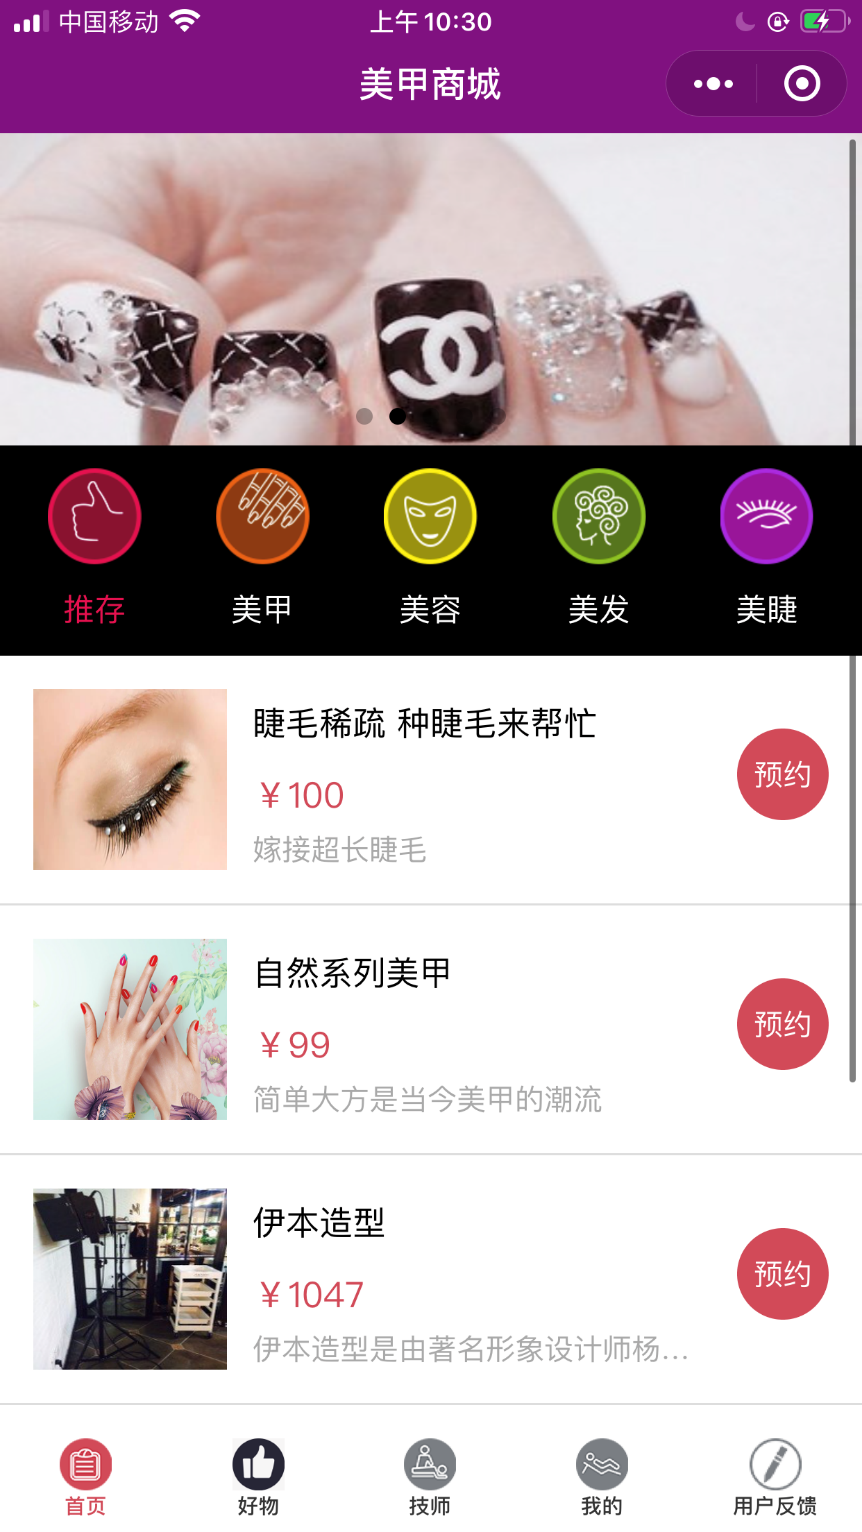 中国移动
上午10:30
美甲商城
推存
美甲
美容
美发
美睫
睫毛稀疏 种睫毛来帮忙
¥100
嫁接超长睫毛
预约
自然系列美甲
¥99
简单大方是当今美甲的潮流
预约
伊本造型
¥1047
伊本造型是由著名形象设计师杨...
预约
首页
好物
技师
我的
用户反馈